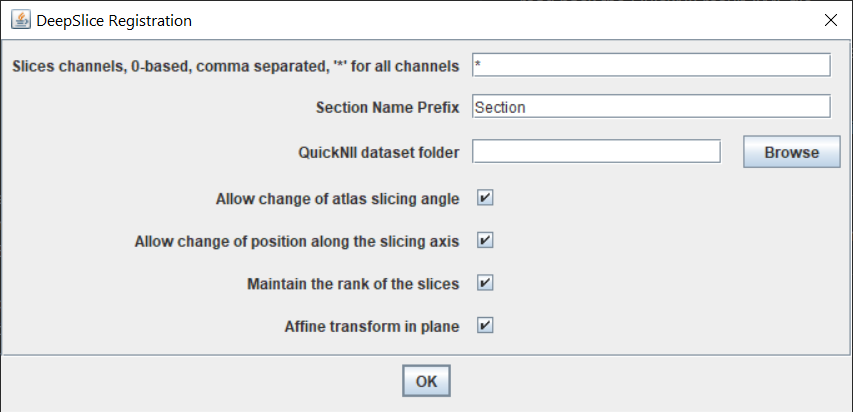 DeepSlice Registration
Slices channels, 0-based, comma separated, '*' for all channels *
Section Name Prefix Section
QuickNII dataset folder Browse
Allow change of atlas slicing angle
Allow change of position along the slicing axis
Maintain the rank of the slices
Affine transform in plane
OK